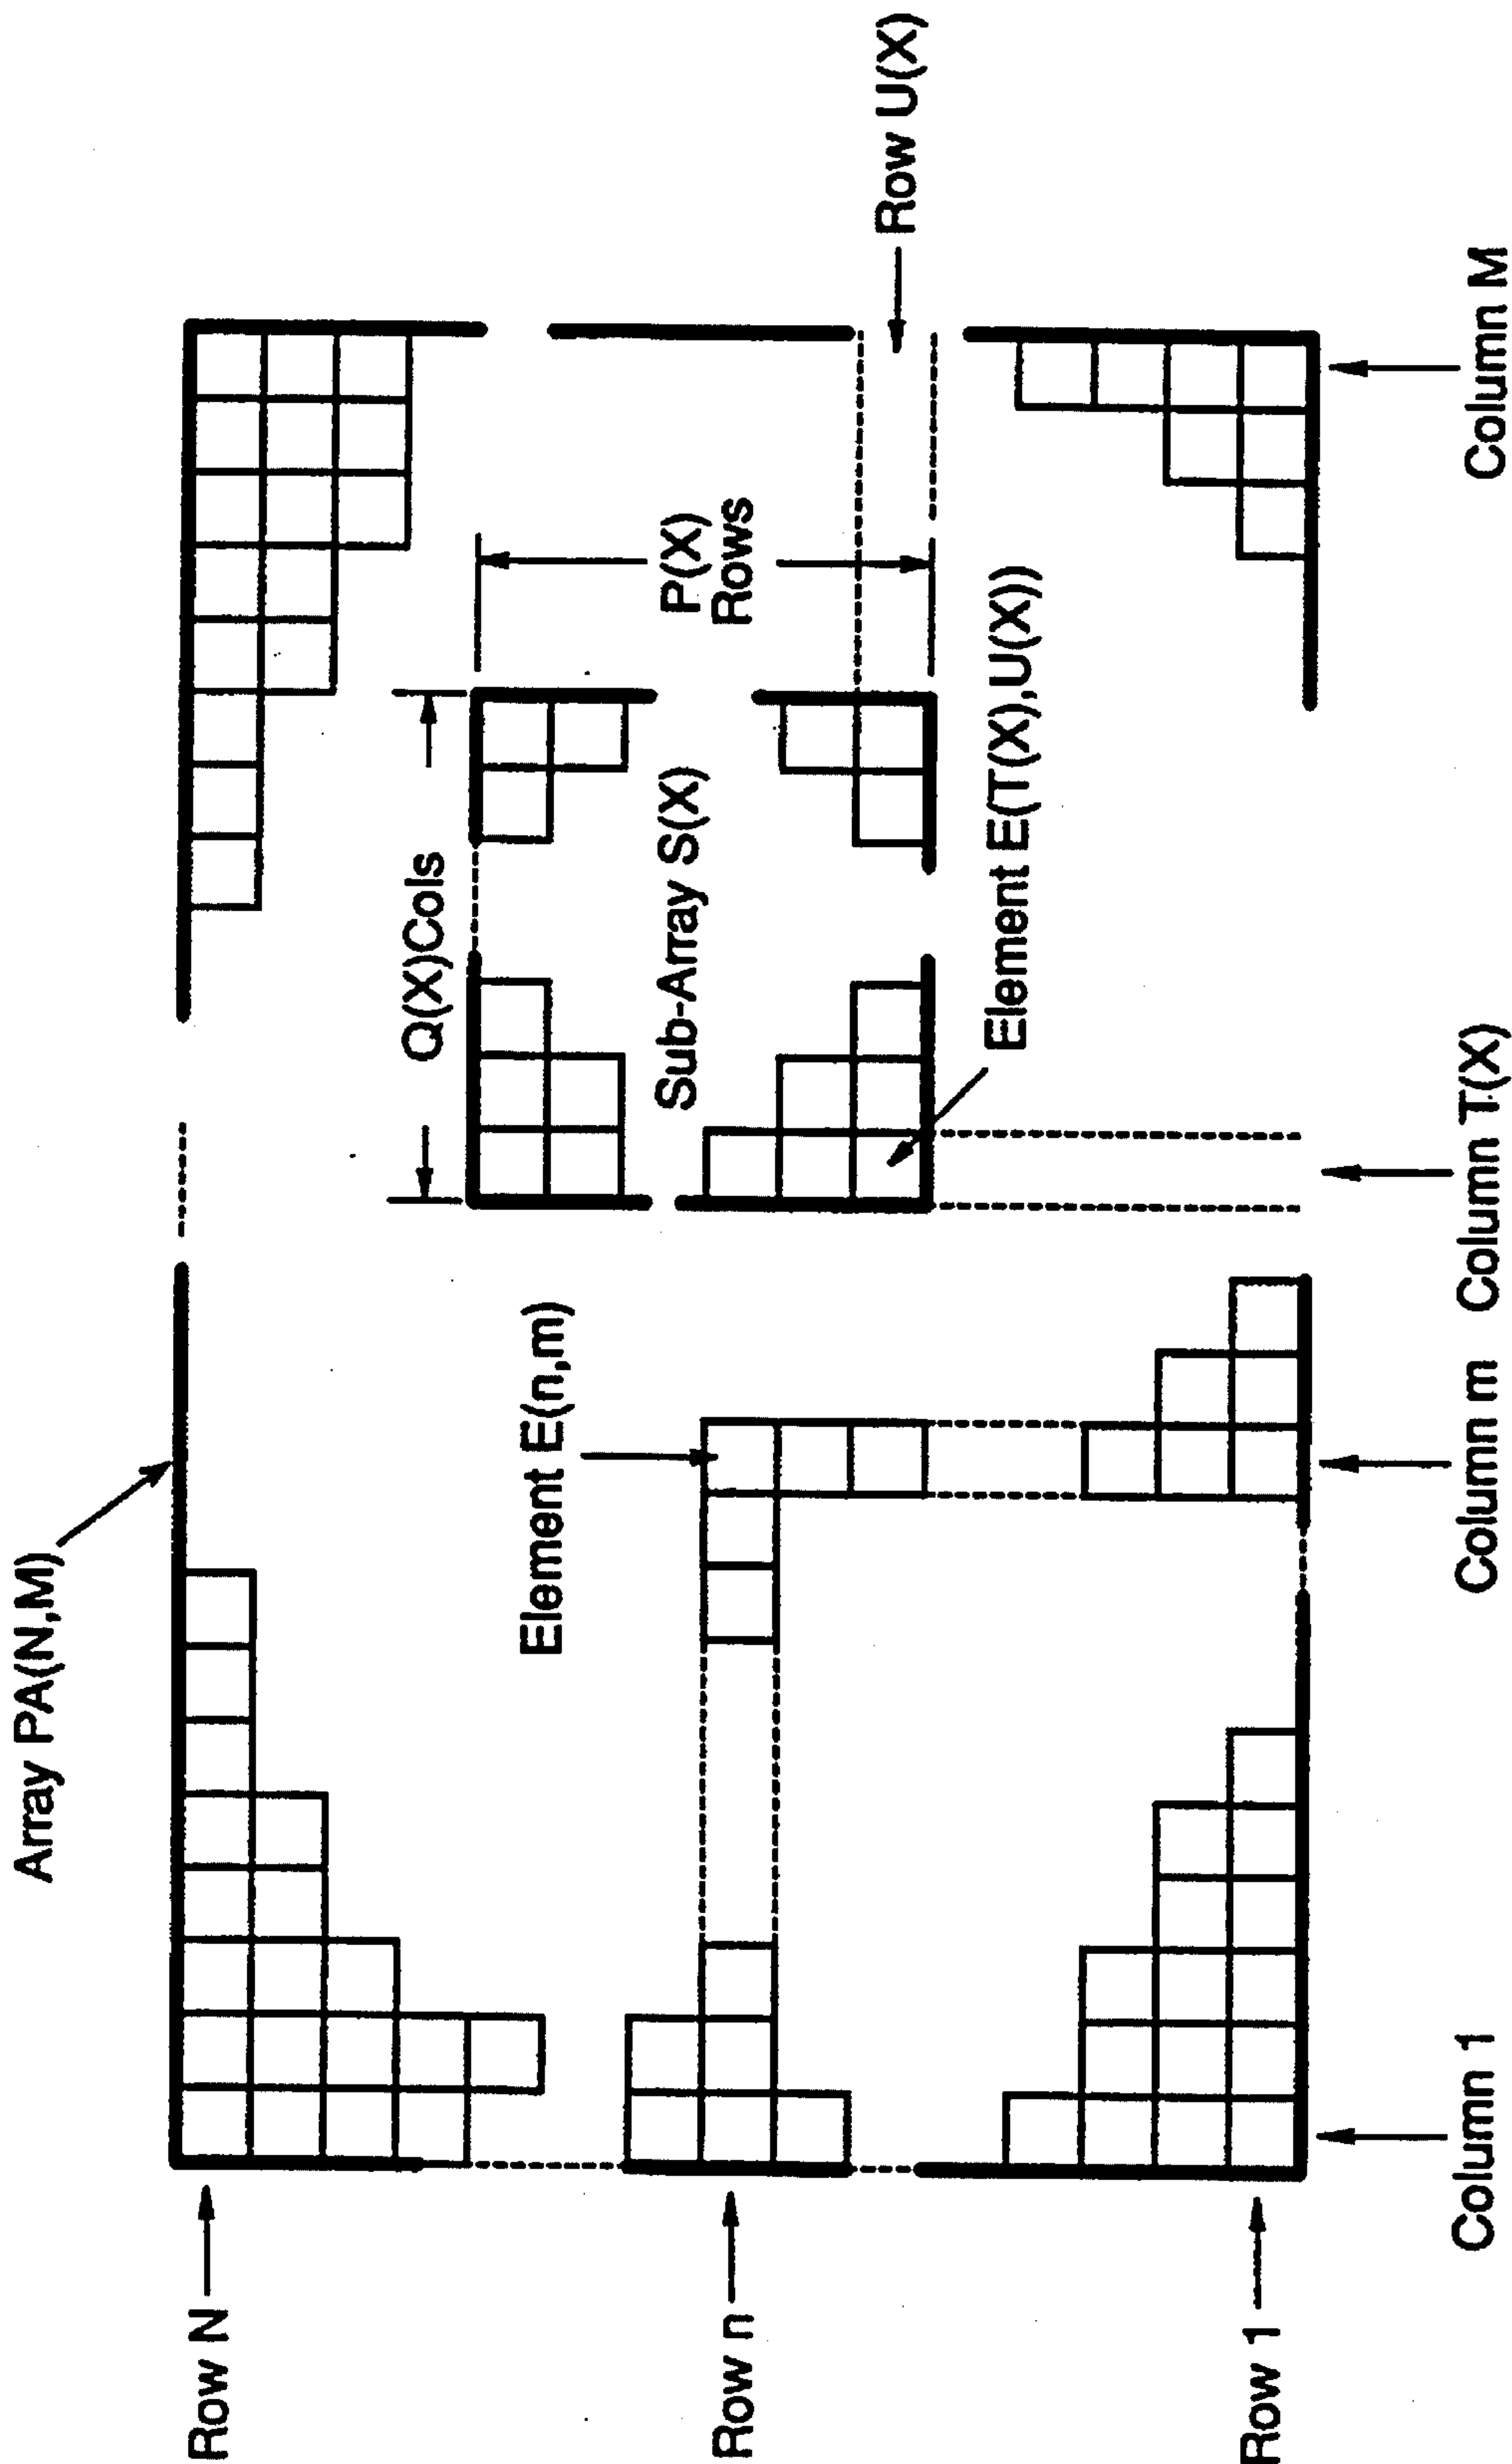 Array PA(N,M)
Row N
Q(X)Cols
P(X)
Rows
Element E(n,m)
Sub-Array S(X)
Row n
Row U(X)
Element E(T(X),U(X))
Row 1
Column 1
Column m
Column T(X)
Column M